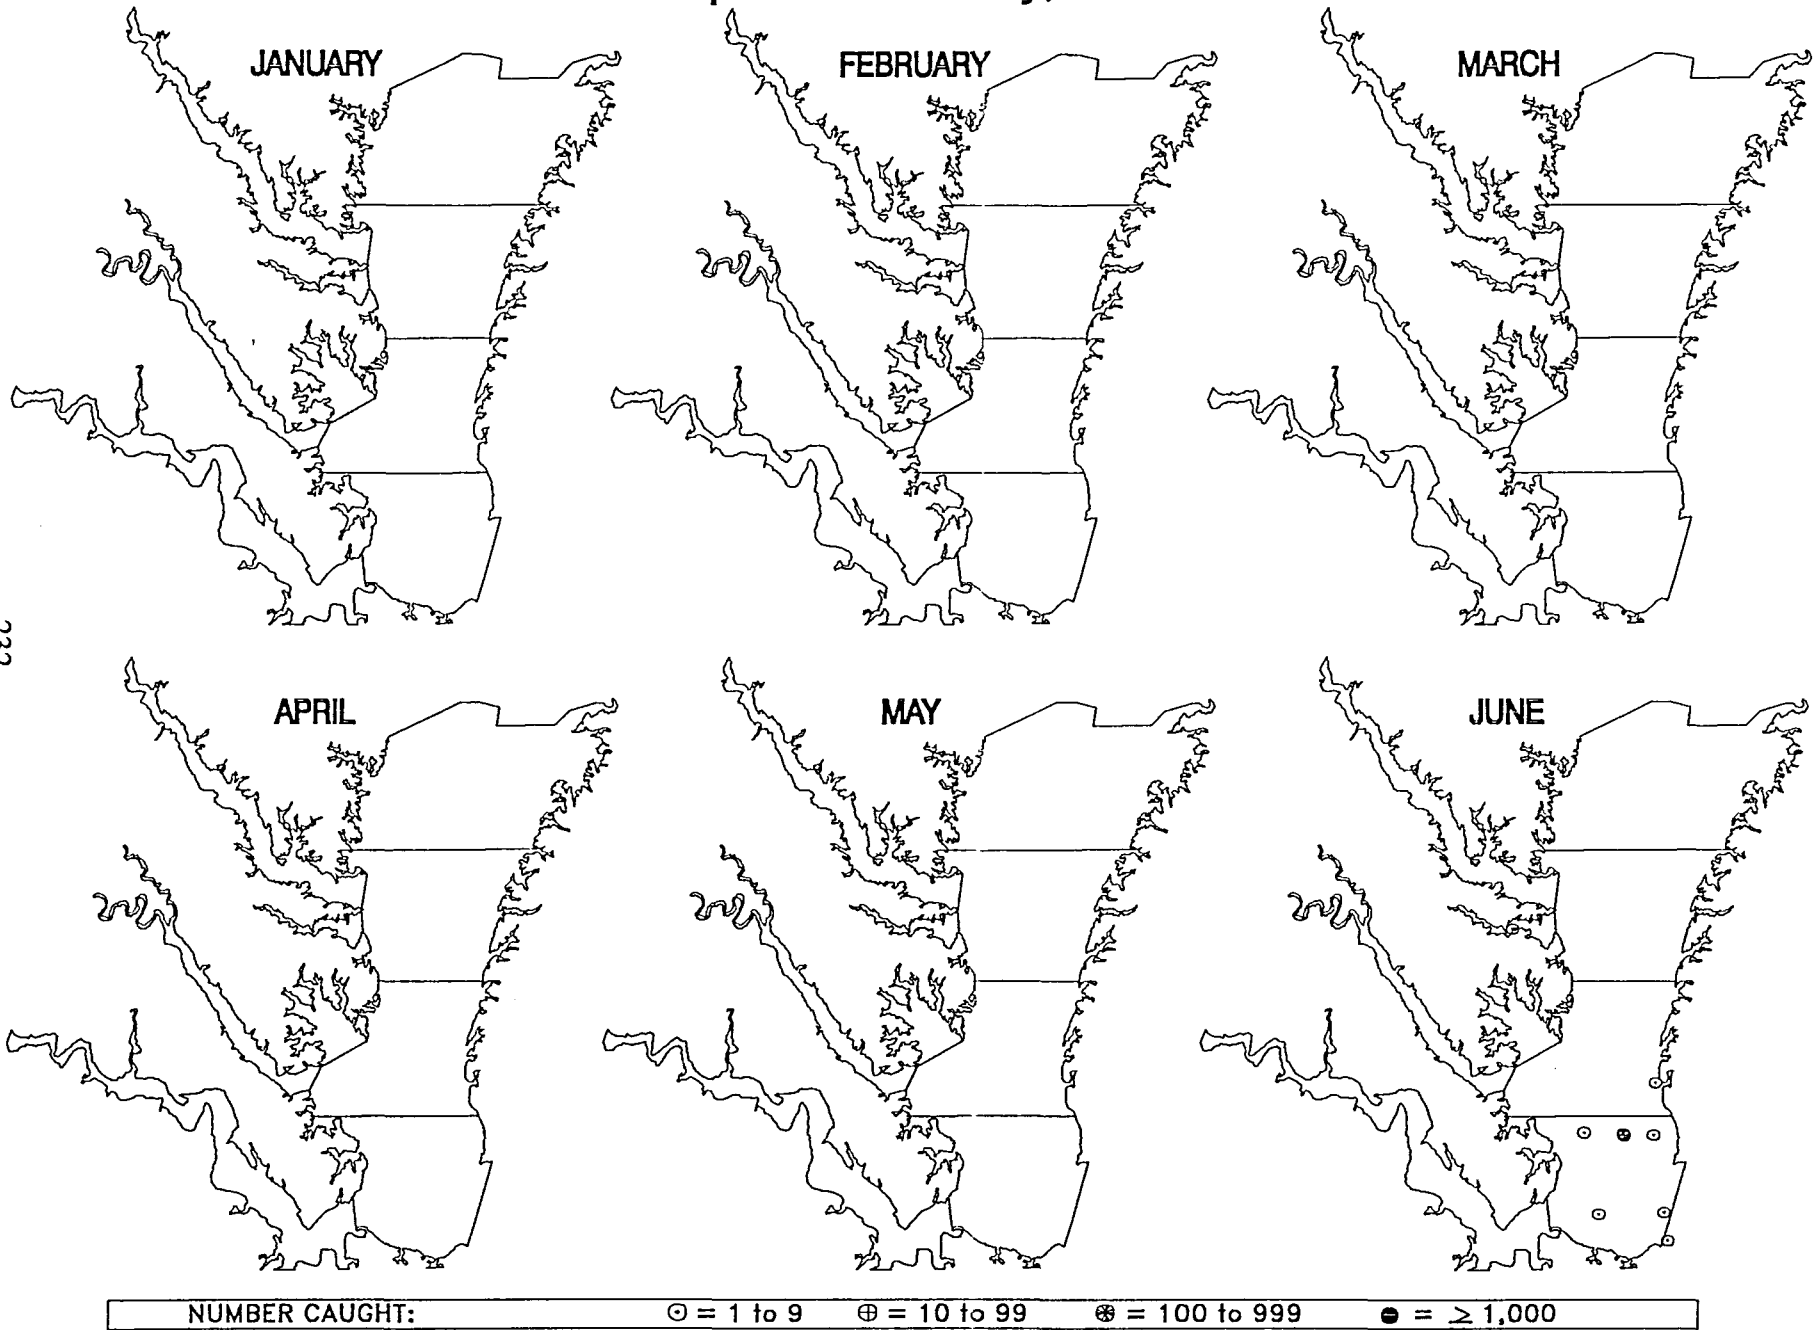 JANUARY
FEBRUARY
MARCH
APRIL
MAY
JUNE
NUMBER CAUGHT: ⊙ = 1 to 9 ⊕ = 10 to 99 ⊛ = 100 to 999 ● = ≥ 1,000